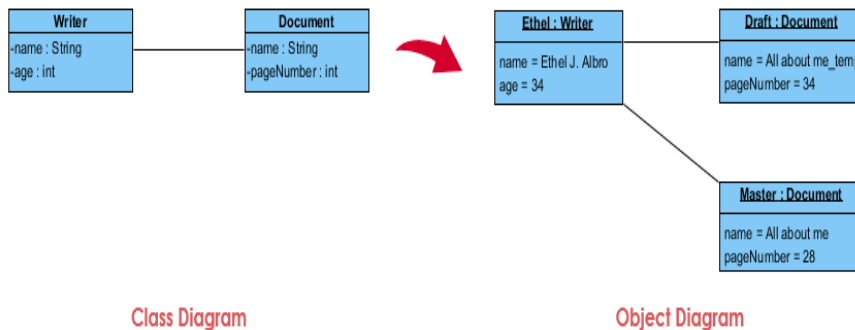 Writer
-name : String
-age : int
Document
-name : String
-pageNumber : int
Ethel : Writer
name = Ethel J. Albro
age = 34
Draft : Document
name = All about me_tem
pageNumber = 34
Master : Document
name = All about me
pageNumber = 28
Class Diagram
Object Diagram